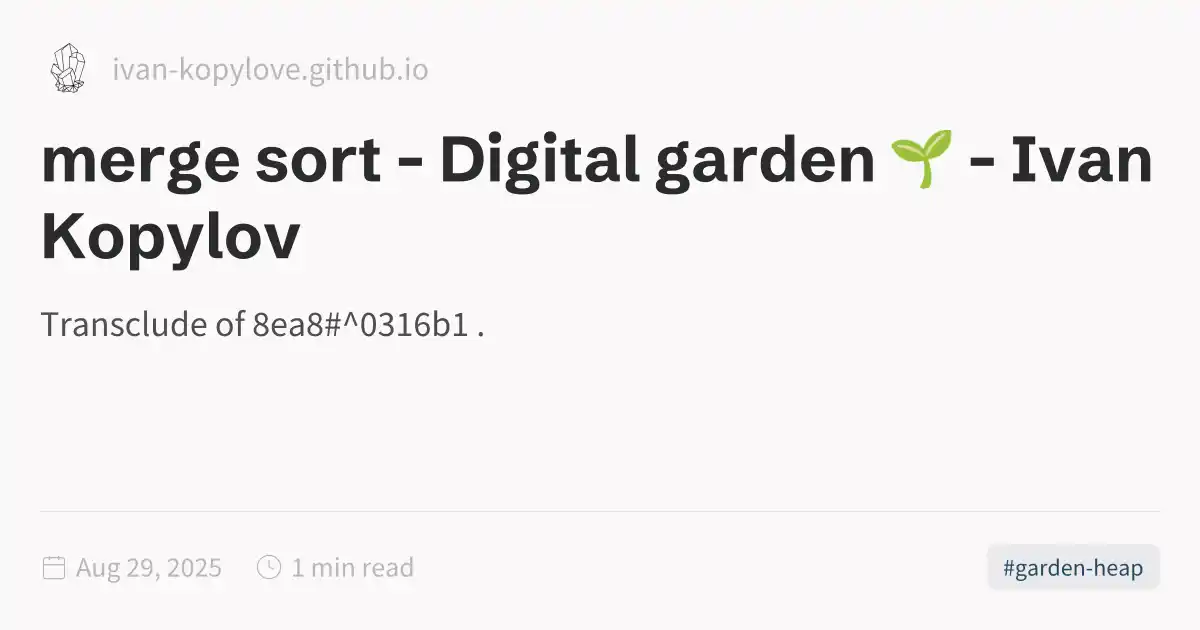 ivan-kopylove.github.io
merge sort - Digital garden 🌱 - Ivan
Kopylov
Transclude of 8ea8#^0316b1 .
Aug 29, 2025
1 min read
#garden-heap